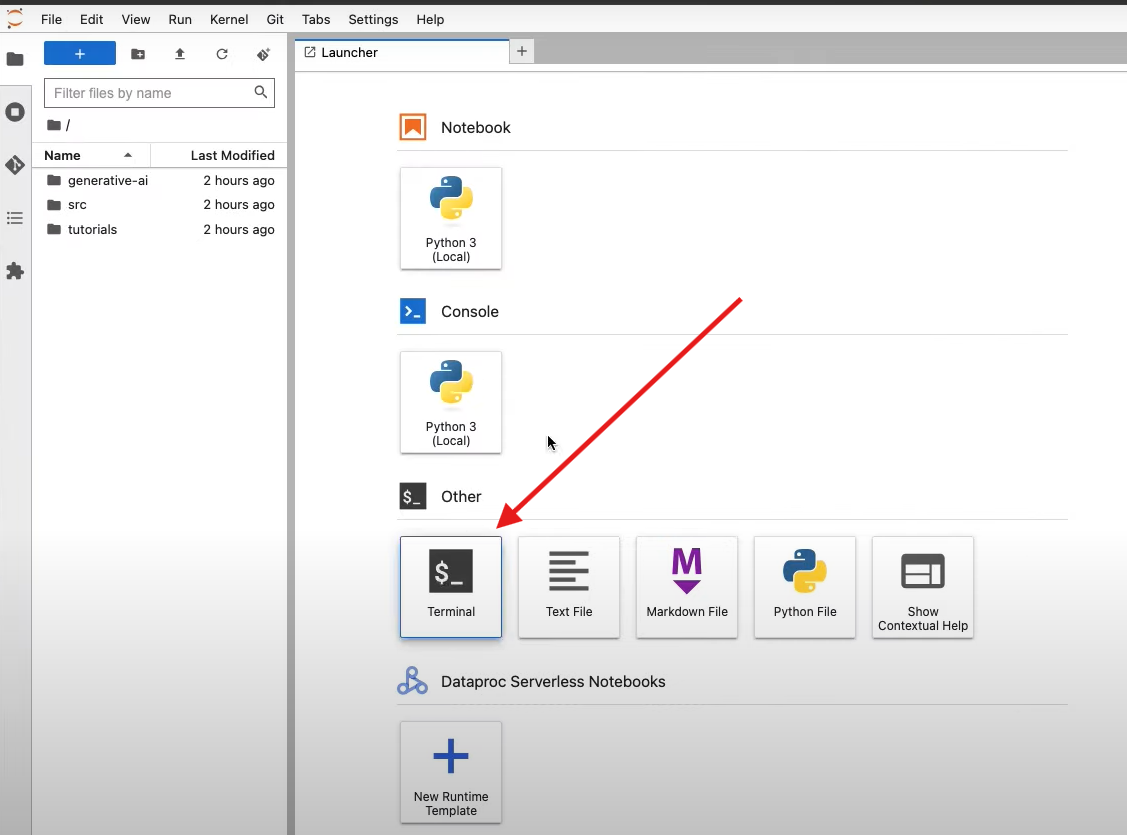 File Edit View Run Kernel Git Tabs Settings Help
+
Launcher
+
Filter files by name
/
Name Last Modified
generative-ai 2 hours ago
src 2 hours ago
tutorials 2 hours ago
Notebook
Python 3
(Local)
>_ Console
Python 3
(Local)
$_ Other
$_
Terminal
Text File
M
Markdown File
Python File
Show
Contextual Help
Dataproc Serverless Notebooks
New Runtime
Template